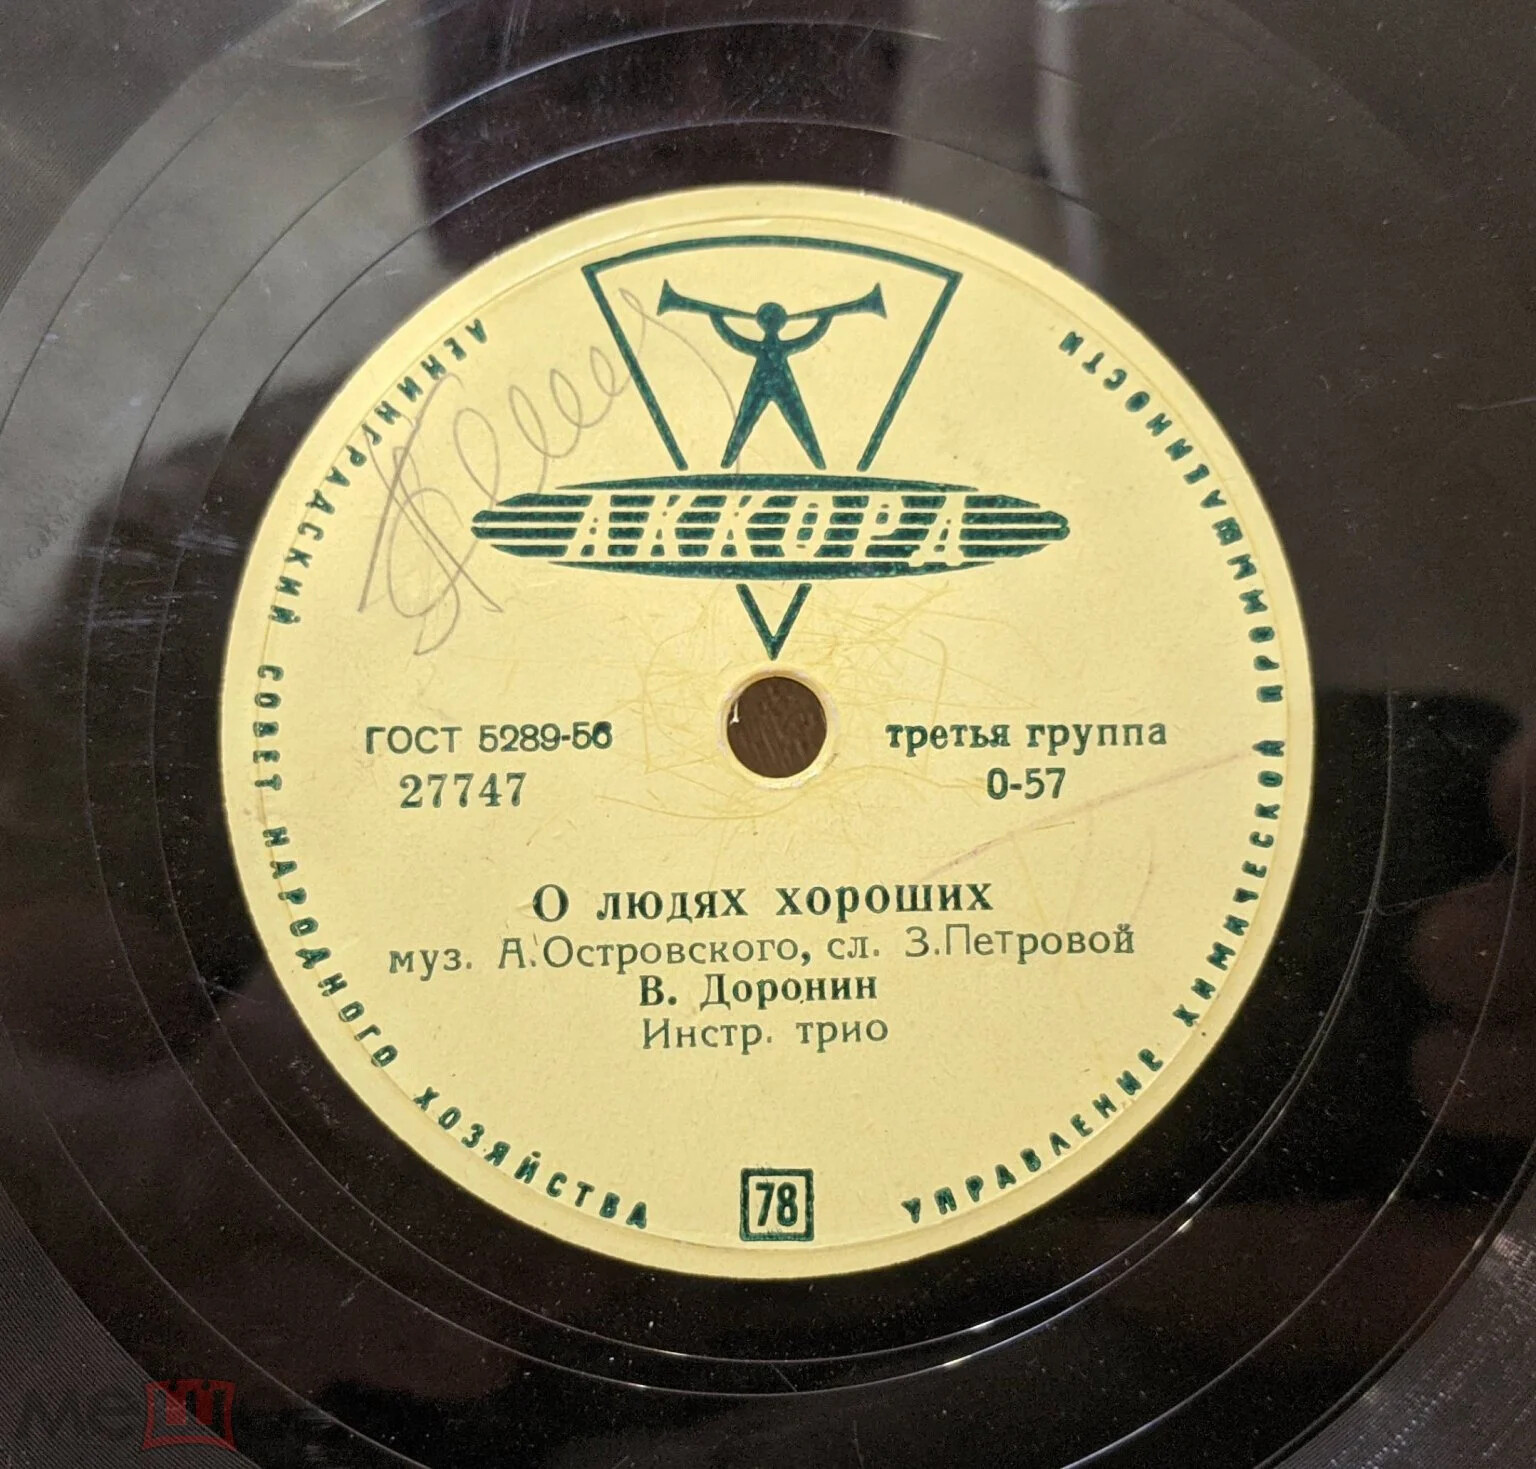 АККОРД
ЛЕНИНГРАДСКИЙ СОВЕТ НАРОДНОГО ХОЗЯЙСТВА
УПРАВЛЕНИЕ ХИМИЧЕСКОЙ ПРОМЫШЛЕННОСТИ
ГОСТ 5289-56
27747
третья группа
0-57
О людях хороших
муз. А.Островского, сл. З.Петровой
В. Доронин
Инстр. трио
78